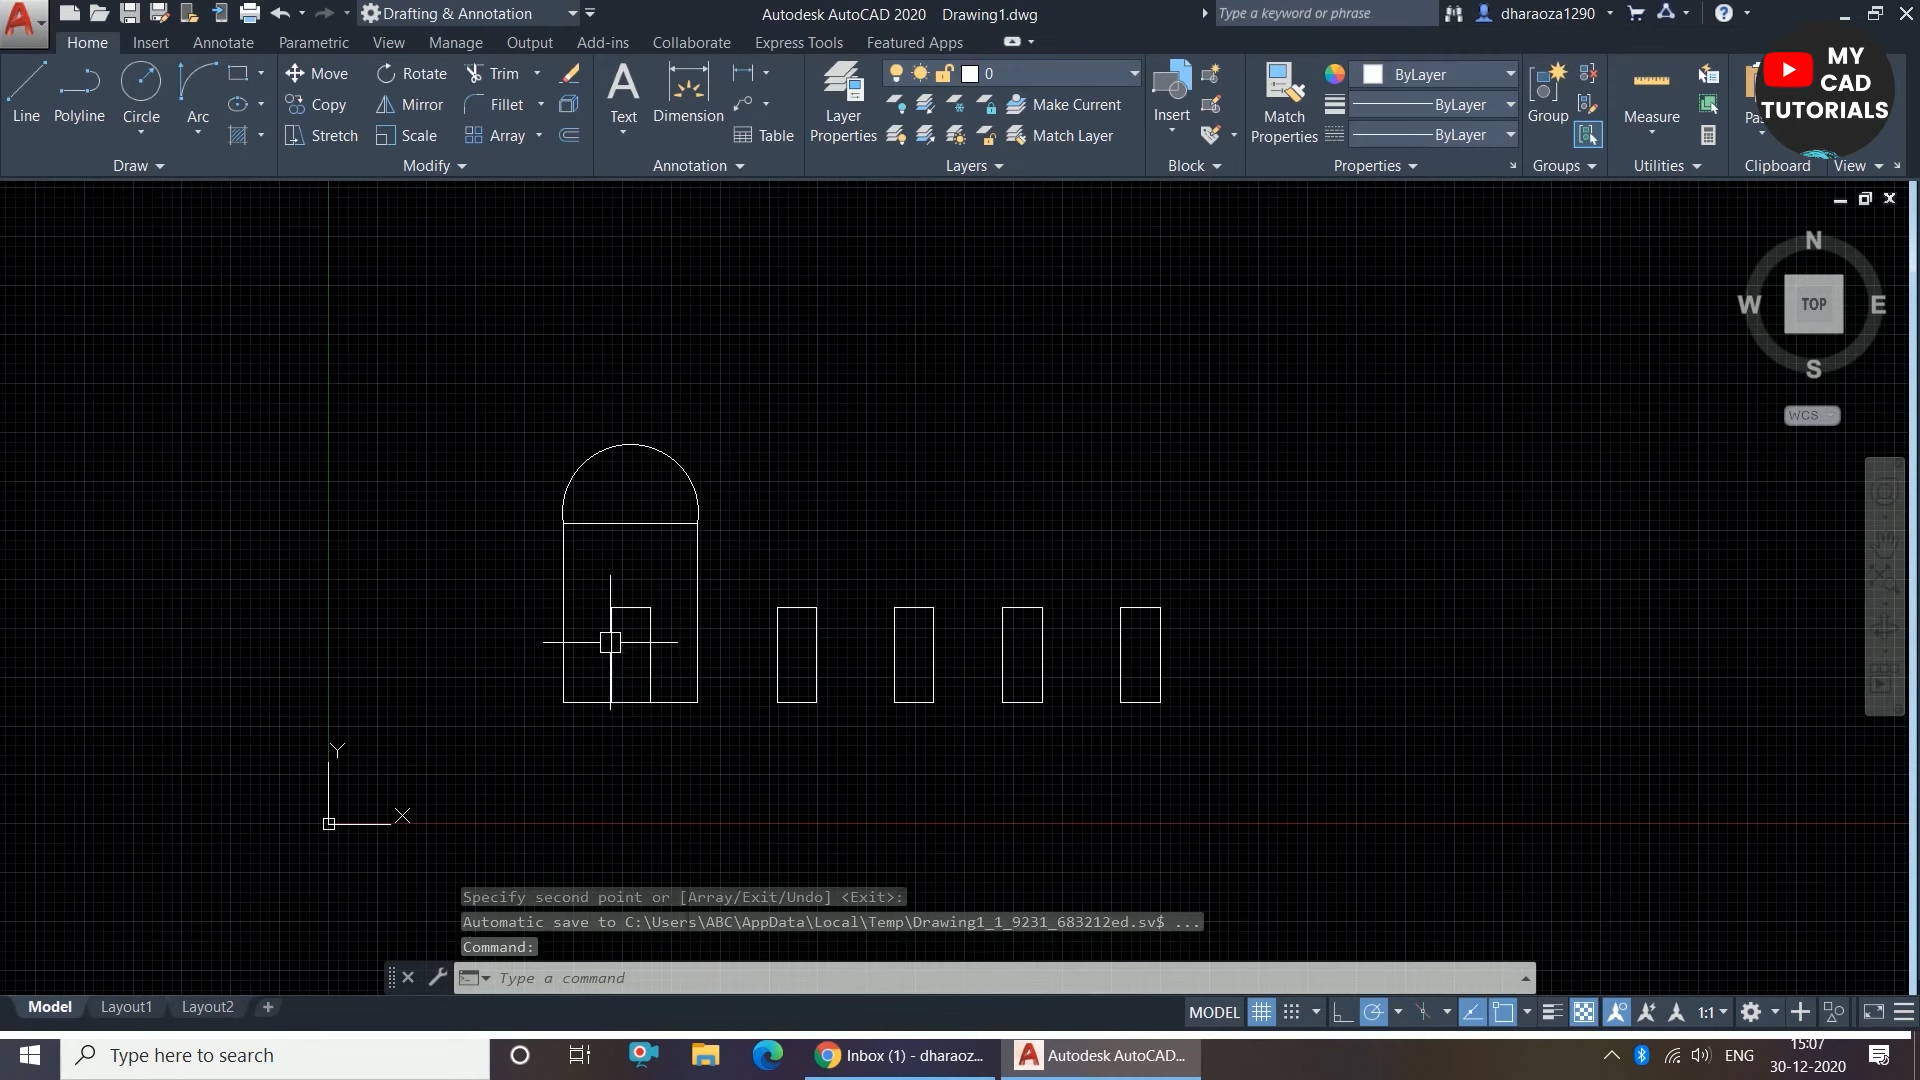 Drafting & Annotation
Autodesk AutoCAD 2020 Drawing1.dwg
Type a keyword or phrase
dharaoza1290
Home Insert Annotate Parametric View Manage Output Add-ins Collaborate Express Tools Featured Apps
Line
Polyline
Circle
Arc
Move
Rotate
Trim
Copy
Mirror
Fillet
Stretch
Scale
Array
Text
Dimension
Table
Layer
Properties
0
Make Current
Match Layer
Insert
Match
Properties
ByLayer
ByLayer
ByLayer
Group
Measure
Pas
MY
CAD
TUTORIALS
Draw Modify Annotation Layers Block Properties Groups Utilities Clipboard View
N
W TOP E
S
WCS
Y
X
Specify second point or [Array/Exit/Undo] <Exit>:
Automatic save to C:\Users\ABC\AppData\Local\Temp\Drawing1_1_9231_683212ed.sv$ ...
Command:
Type a command
Model Layout1 Layout2
MODEL
1:1
Type here to search
Inbox (1) - dharaoz...
Autodesk AutoCAD...
ENG
15:07
30-12-2020